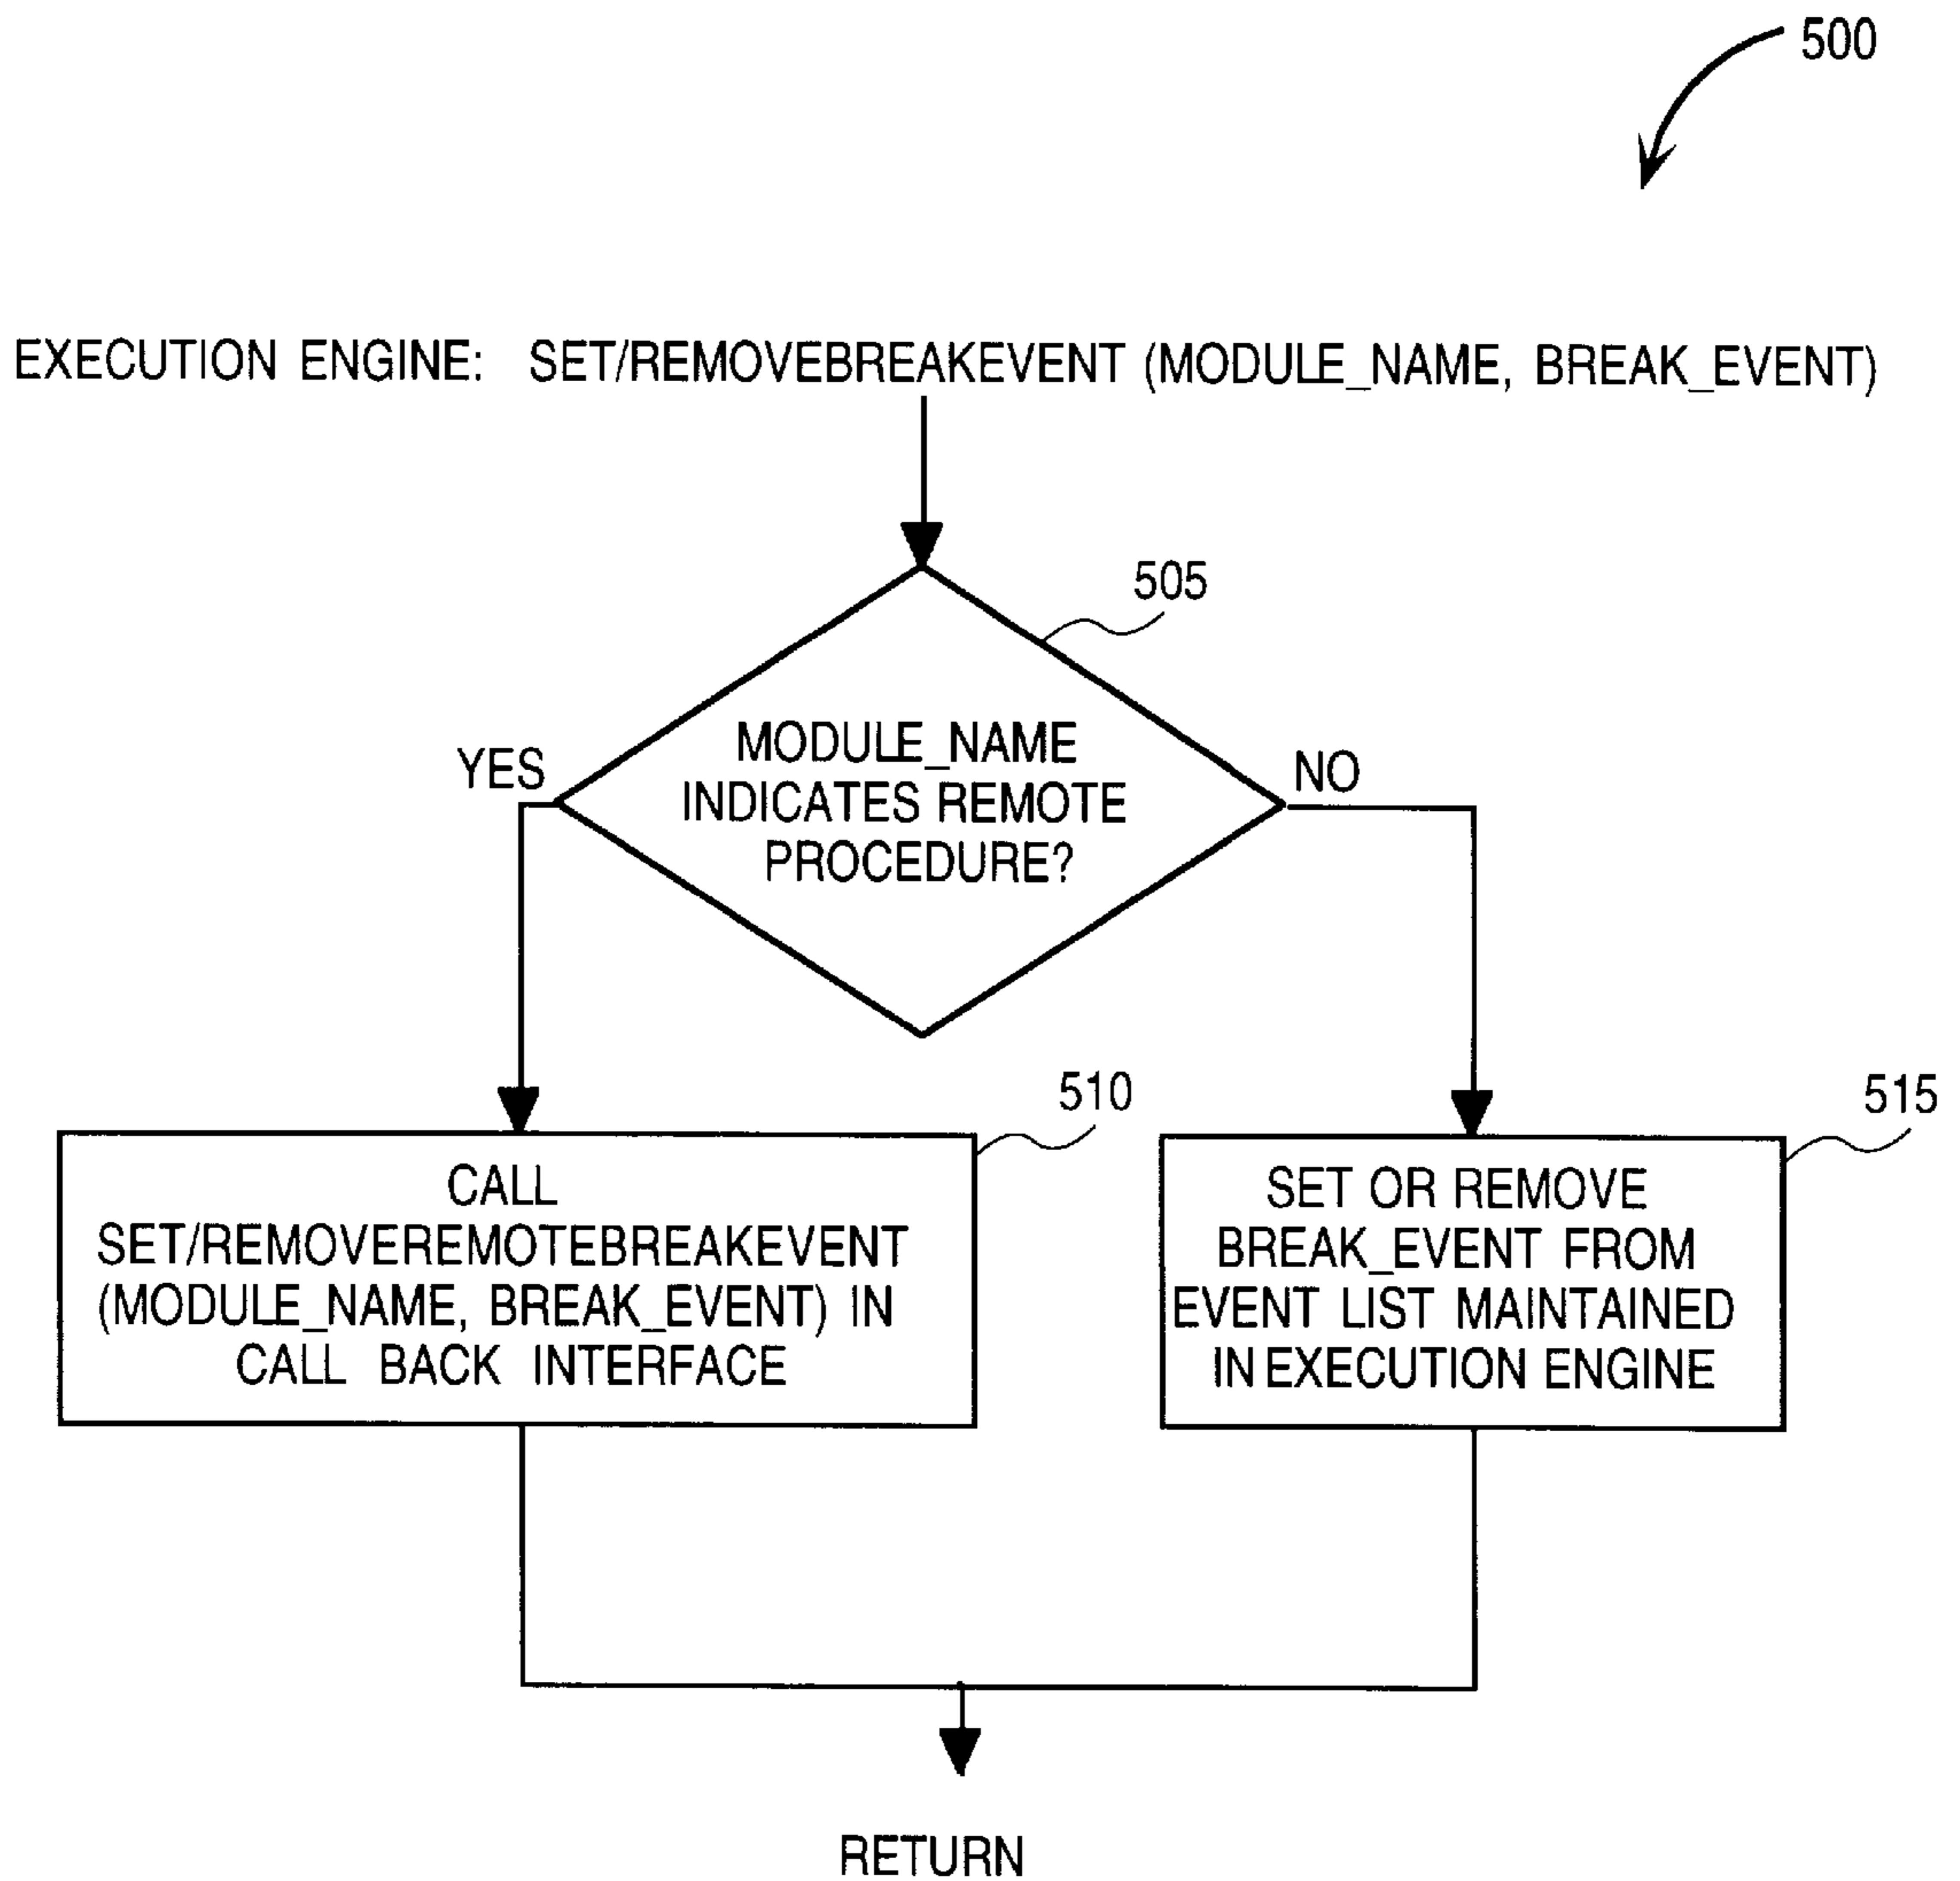 500
EXECUTION ENGINE: SET/REMOVEBREAKEVENT (MODULE_NAME, BREAK_EVENT)
505
YES
MODULE_NAME
INDICATES REMOTE
PROCEDURE?
NO
510
CALL
SET/REMOVEREMOTEBREAKEVENT
(MODULE_NAME, BREAK_EVENT) IN
CALL BACK INTERFACE
515
SET OR REMOVE
BREAK_EVENT FROM
EVENT LIST MAINTAINED
IN EXECUTION ENGINE
RETURN